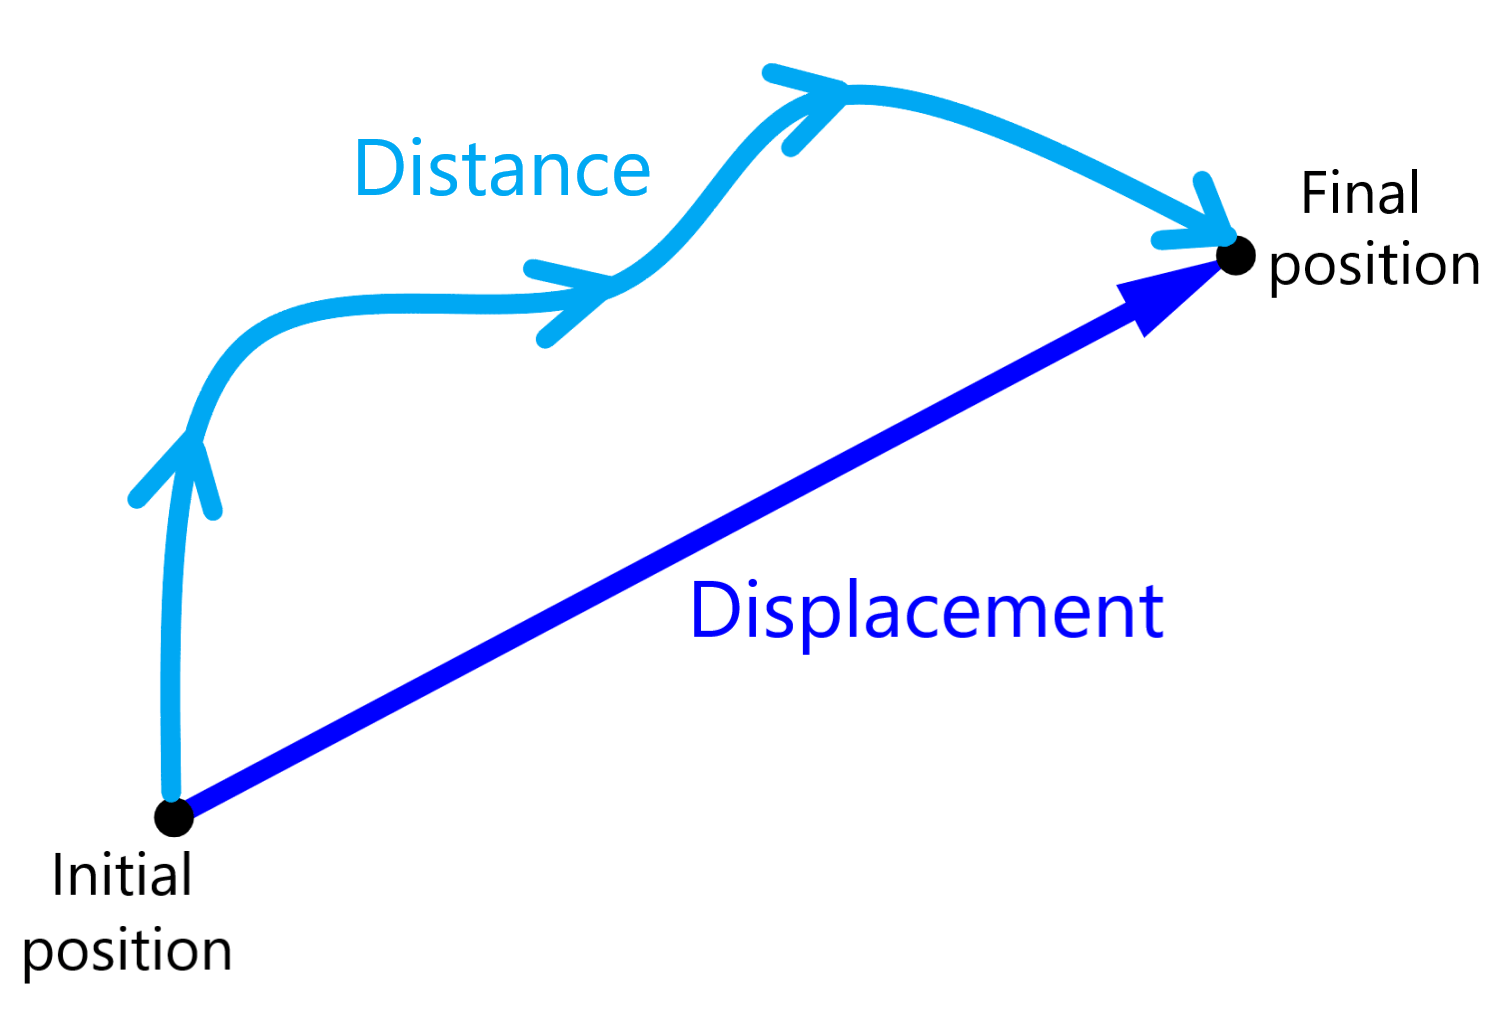 Distance
Final
position
Displacement
Initial
position